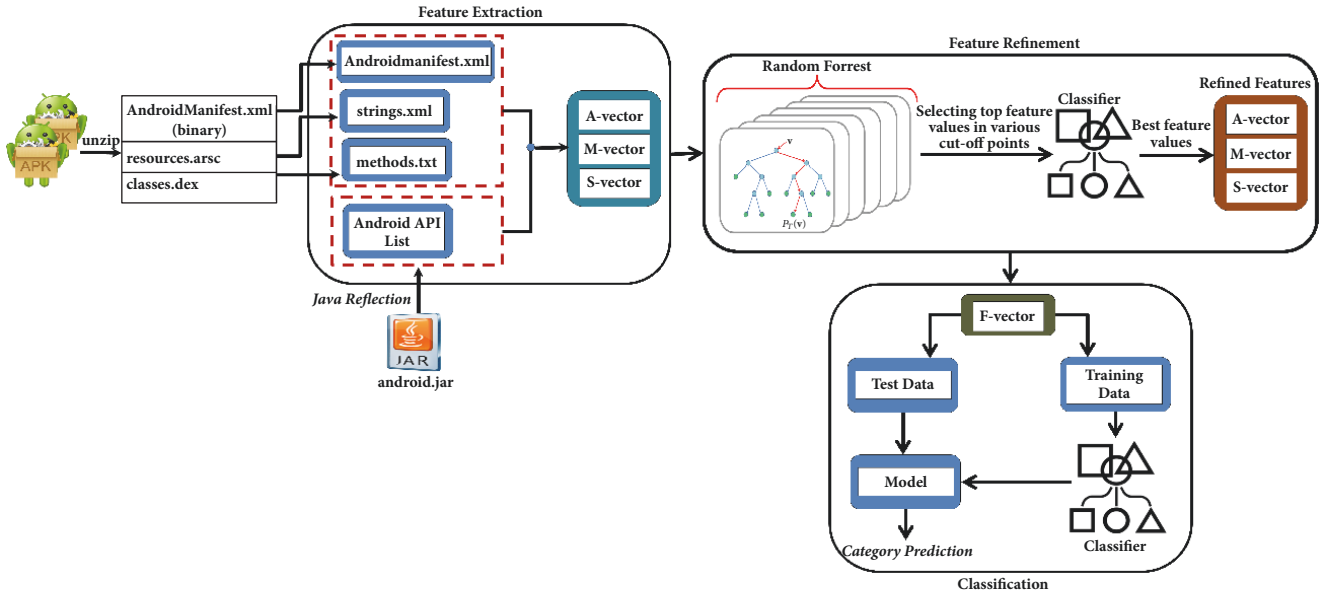 Feature Extraction
Androidmanifest.xml
strings.xml
methods.txt
Android API
List
A-vector
M-vector
S-vector
APK
unzip
AndroidManifest.xml
(binary)
resources.arsc
classes.dex
Java Reflection
JAR
android.jar
Feature Refinement
Random Forrest
v
P_T(v)
Selecting top feature
values in various
cut-off points
Classifier
Best feature
values
Refined Features
A-vector
M-vector
S-vector
F-vector
Test Data
Training
Data
Model
Classifier
Category Prediction
Classification